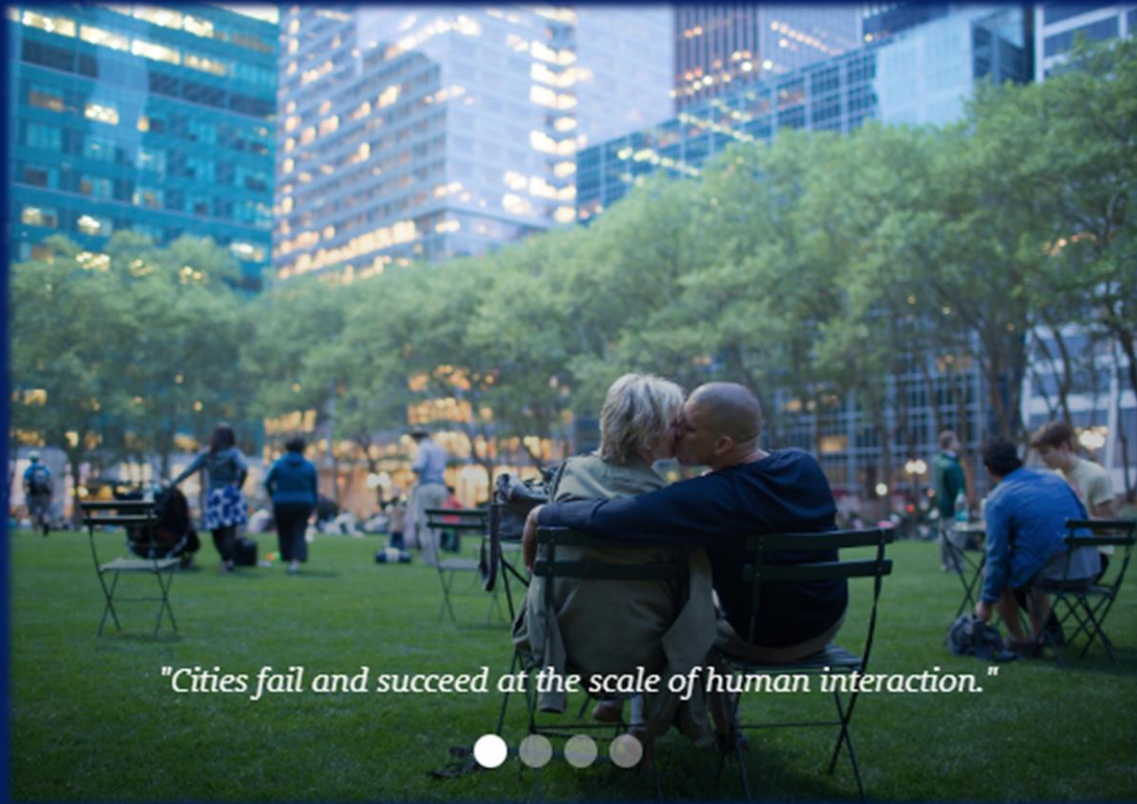 "Cities fail and succeed at the scale of human interaction."